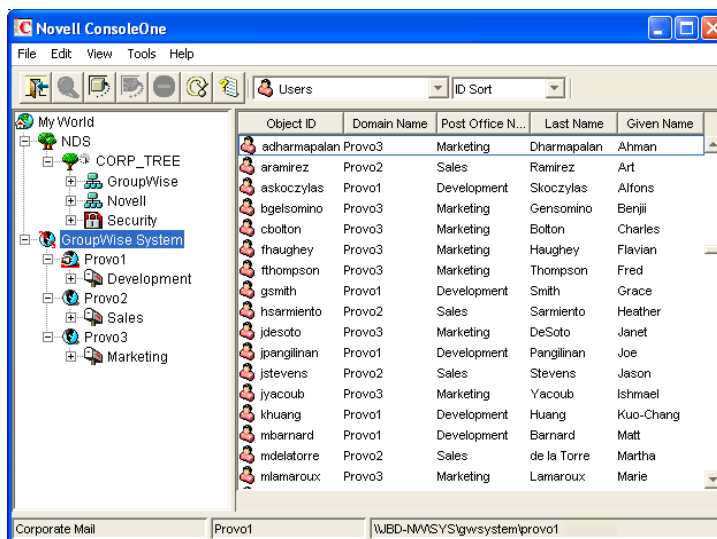 Novell ConsoleOne
File Edit View Tools Help
Users ID Sort
My World
NDS
CORP_TREE
GroupWise
Novell
Security
GroupWise System
Provo1
Development
Provo2
Sales
Provo3
Marketing
Object ID Domain Name Post Office N... Last Name Given Name
adharmapalan Provo3 Marketing Dharmapalan Ahman
aramirez Provo2 Sales Ramirez Art
askoczylas Provo1 Development Skoczylas Alfons
bgelsomino Provo3 Marketing Gensomino Benjii
cbolton Provo3 Marketing Bolton Charles
fhaughey Provo3 Marketing Haughey Flavian
fthompson Provo3 Marketing Thompson Fred
gsmith Provo1 Development Smith Grace
hsarmiento Provo2 Sales Sarmiento Heather
jdesoto Provo3 Marketing DeSoto Janet
jpangilinan Provo1 Development Pangilinan Joe
jstevens Provo2 Sales Stevens Jason
jyacoub Provo3 Marketing Yacoub Ishmael
khuang Provo1 Development Huang Kuo-Chang
mbarnard Provo1 Development Barnard Matt
mdelatorre Provo2 Sales de la Torre Martha
mlamaroux Provo3 Marketing Lamaroux Marie
Corporate Mail Provo1 \\JBD-NW\SYS\gwsystem\provo1